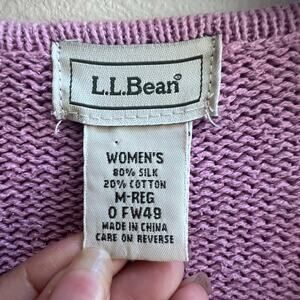 L.L.Bean®
WOMEN'S
80% SILK
20% COTTON
M-REG
0 FW49
MADE IN CHINA
CARE ON REVERSE